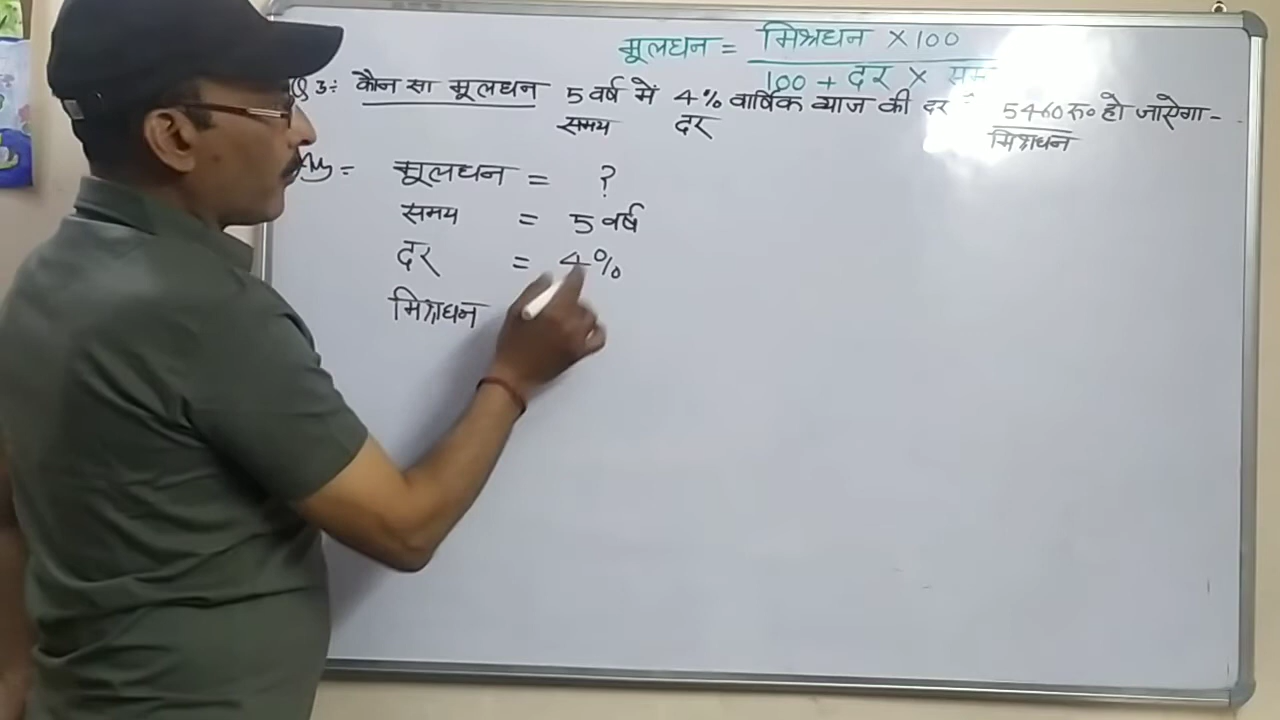 मूलधन = मिश्रधन × 100
100 + दर ×
Q 3: कौन सा मूलधन 5 वर्ष में 4% वार्षिक ब्याज की दर 5460 रु० हो जाऐगा -
समय दर मिश्रधन
मूलधन = ?
समय = 5 वर्ष
दर = 4%
मिश्रधन